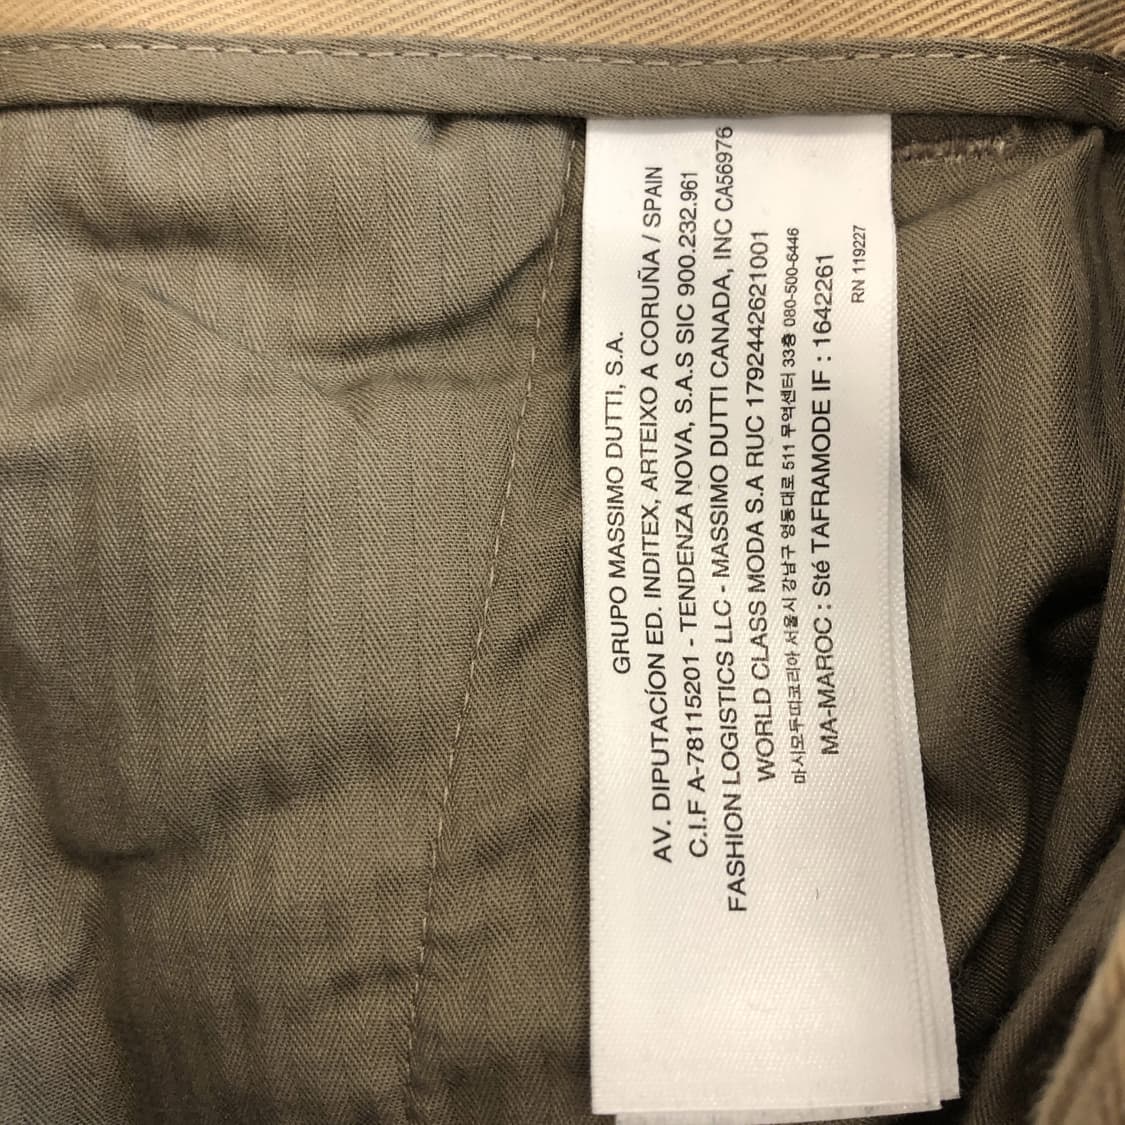 GRUPO MASSIMO DUTTI, S.A.
AV. DIPUTACÍON ED. INDITEX, ARTEIXO A CORUÑA / SPAIN
C.I.F A-78115201 - TENDENZA NOVA, S.A.S SIC 900.232.961
FASHION LOGISTICS LLC - MASSIMO DUTTI CANADA, INC CA56976
WORLD CLASS MODA S.A RUC 1792442621001
마시모두띠코리아 서울시 강남구 영동대로 511 무역센터 33층 080-500-6446
MA-MAROC : Sté TAFRAMODE IF : 1642261
RN 119227